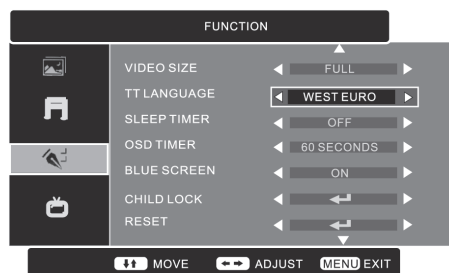 FUNCTION
VIDEO SIZE FULL
TT LANGUAGE WEST EURO
SLEEP TIMER OFF
OSD TIMER 60 SECONDS
BLUE SCREEN ON
CHILD LOCK
RESET
MOVE ADJUST MENU EXIT